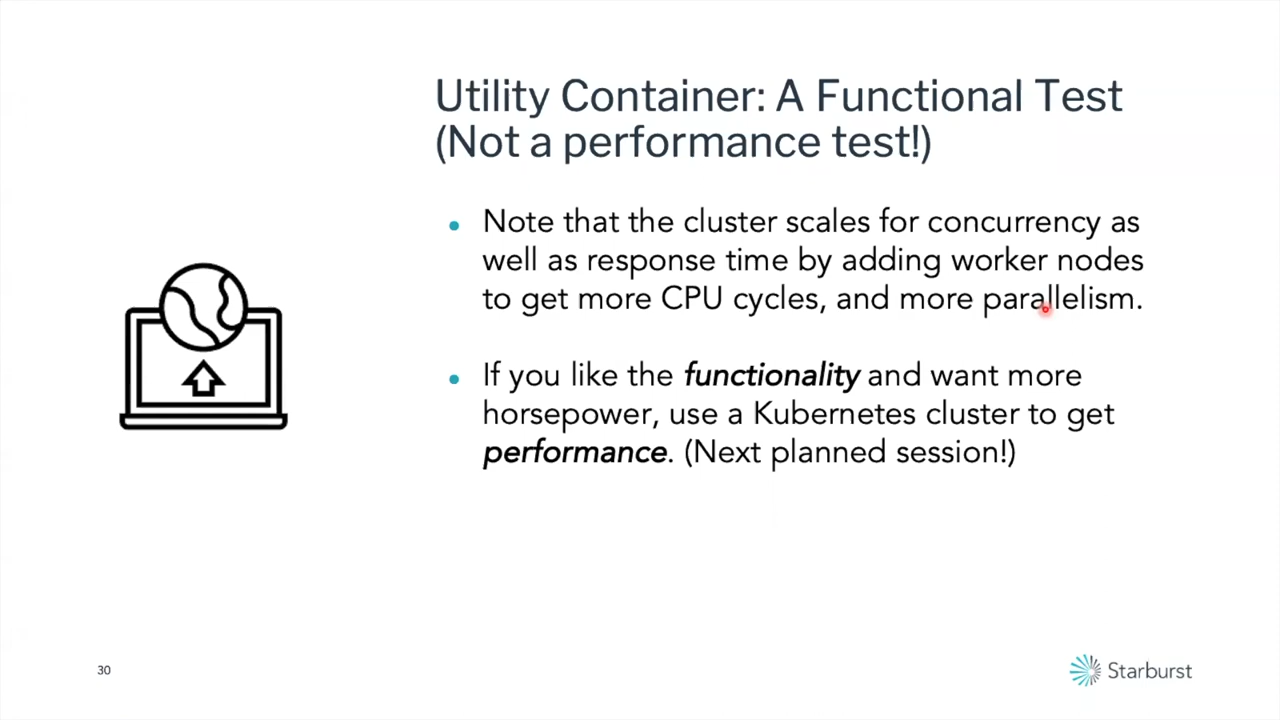 Utility Container: A Functional Test
(Not a performance test!)
• Note that the cluster scales for concurrency as
well as response time by adding worker nodes
to get more CPU cycles, and more parallelism.
• If you like the functionality and want more
horsepower, use a Kubernetes cluster to get
performance. (Next planned session!)
30
Starburst